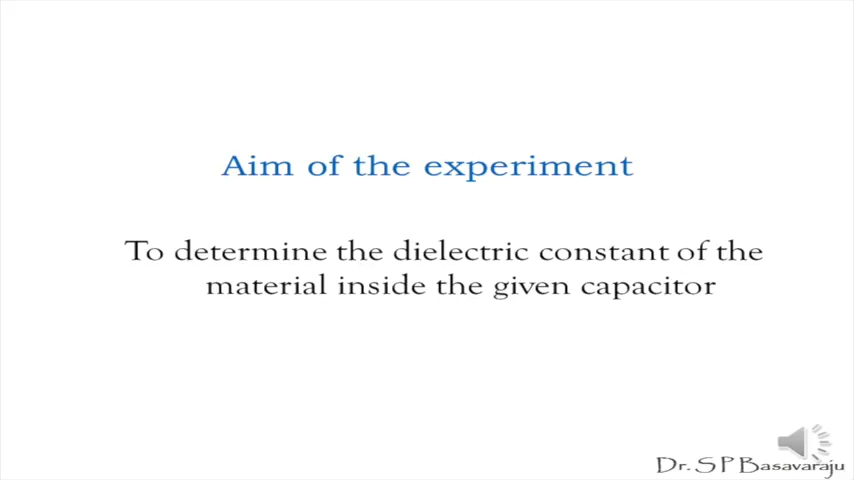 Aim of the experiment
To determine the dielectric constant of the
material inside the given capacitor
Dr. S P Basavaraju